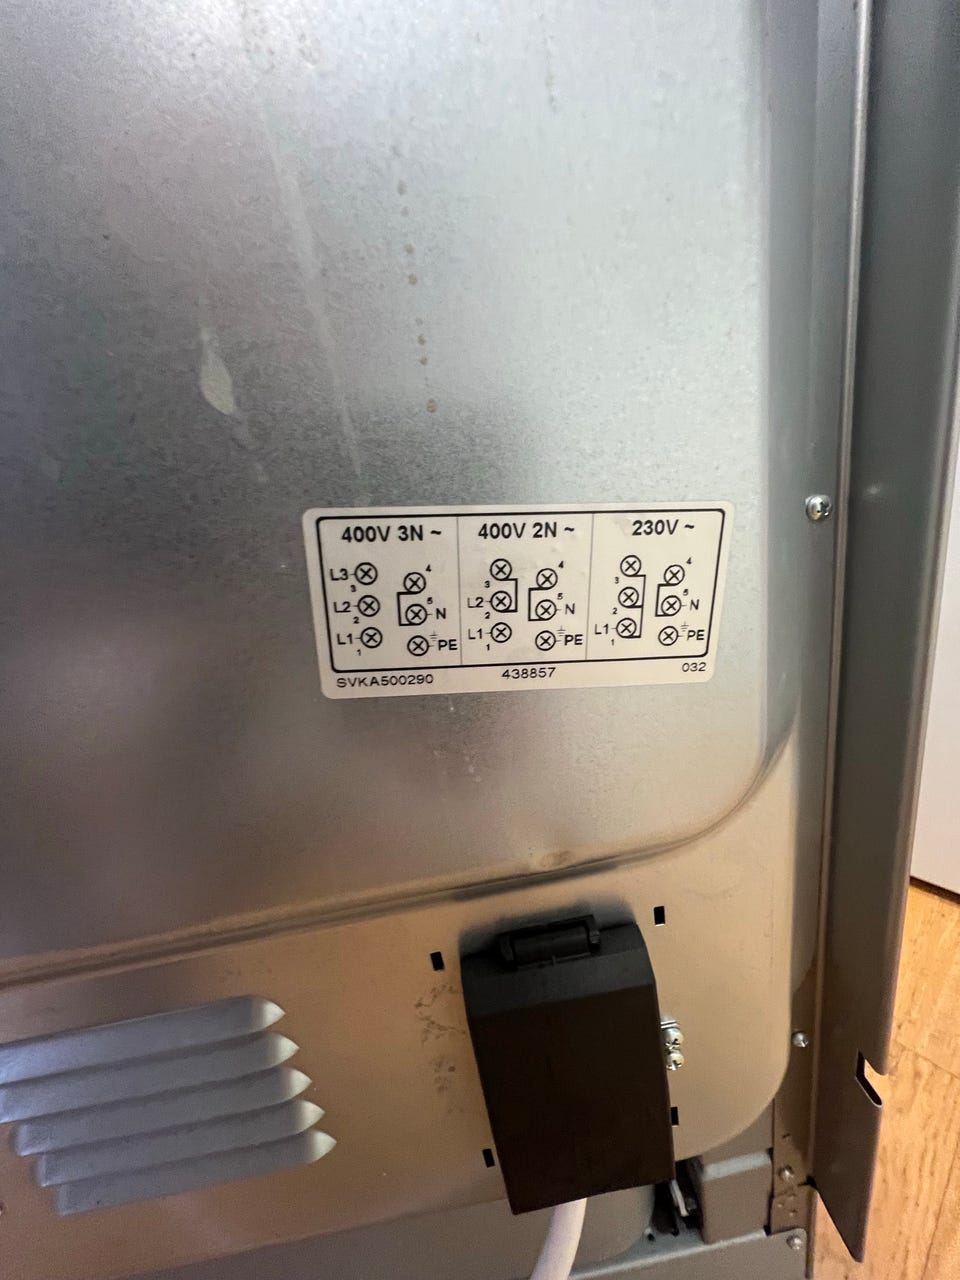 400V 3N ~ 400V 2N ~ 230V ~
L3 3 4 3 4 3 4
L2 2 5 N L2 2 5 N 2 5 N
L1 1 PE L1 1 PE L1 1 PE
SVKA500290 438857 032